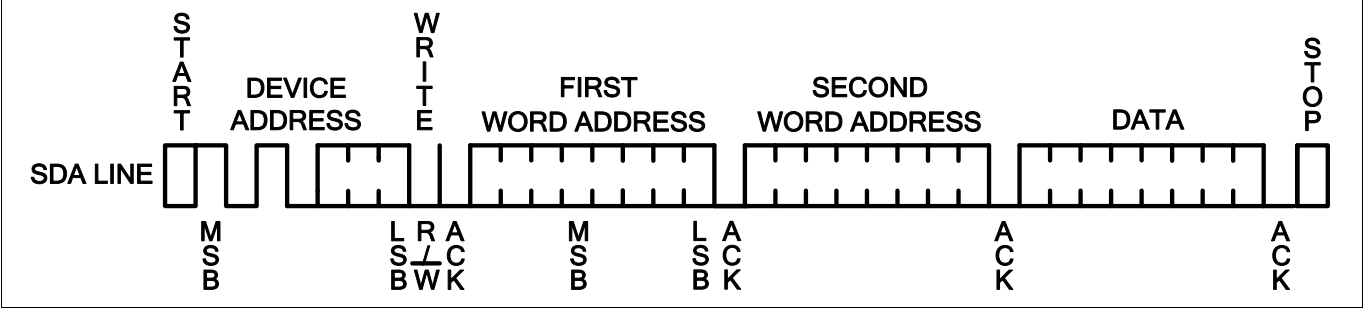 START
WRITE
STOP
DEVICE
ADDRESS
FIRST
WORD ADDRESS
SECOND
WORD ADDRESS
DATA
SDA LINE
MSB
LSB
R/W
ACK
MSB
LSB
ACK
ACK
ACK